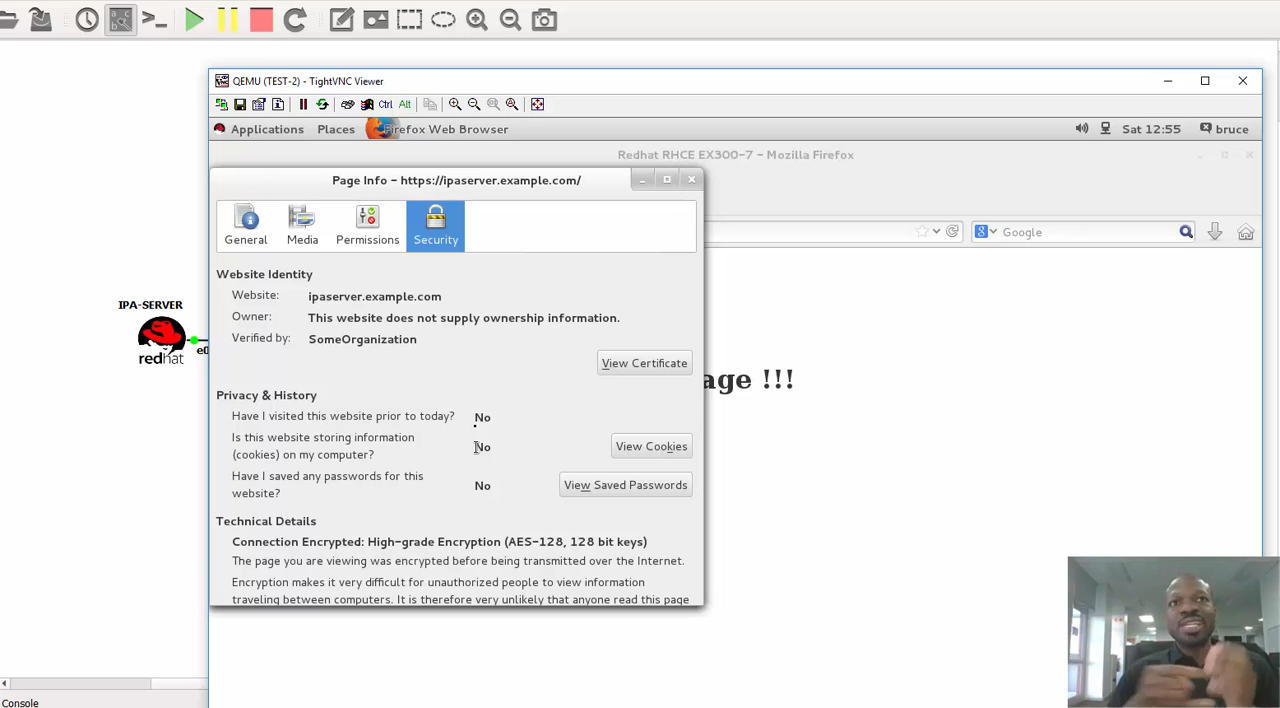 QEMU (TEST-2) - TightVNC Viewer
Ctrl Alt
Applications Places Firefox Web Browser Sat 12:55 bruce
Redhat RHCE EX300-7 - Mozilla Firefox
Page Info - https://ipaserver.example.com/
General Media Permissions Security
Google
Website Identity
Website: ipaserver.example.com
Owner: This website does not supply ownership information.
Verified by: SomeOrganization
View Certificate
age !!!
Privacy & History
Have I visited this website prior to today? No
Is this website storing information
(cookies) on my computer?
No
View Cookies
Have I saved any passwords for this
website?
No
View Saved Passwords
Technical Details
Connection Encrypted: High-grade Encryption (AES-128, 128 bit keys)
The page you are viewing was encrypted before being transmitted over the Internet.
Encryption makes it very difficult for unauthorized people to view information
traveling between computers. It is therefore very unlikely that anyone read this page
IPA-SERVER
redhat
e0
Console